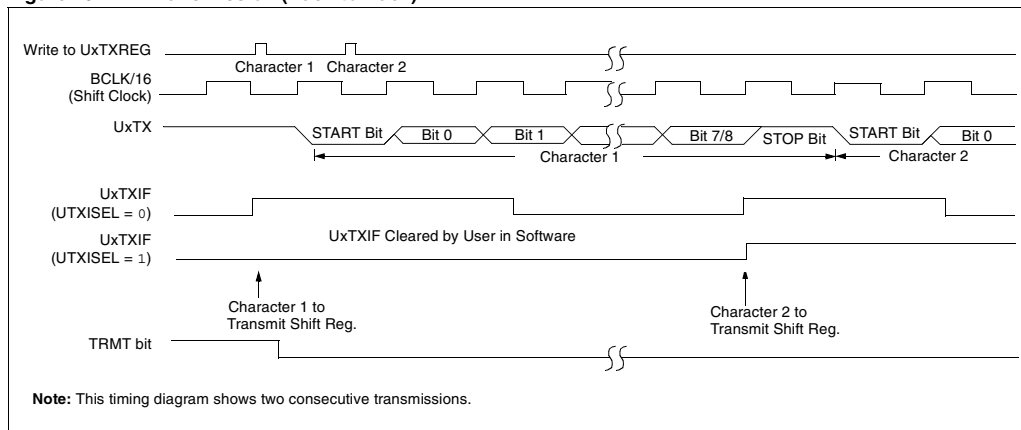 Write to UxTXREG
Character 1 Character 2
BCLK/16
(Shift Clock)
UxTX
START Bit Bit 0 Bit 1 Bit 7/8 STOP Bit START Bit Bit 0
Character 1 Character 2
UxTXIF
(UTXISEL = 0)
UxTXIF
(UTXISEL = 1)
UxTXIF Cleared by User in Software
Character 1 to
Transmit Shift Reg.
Character 2 to
Transmit Shift Reg.
TRMT bit
Note: This timing diagram shows two consecutive transmissions.